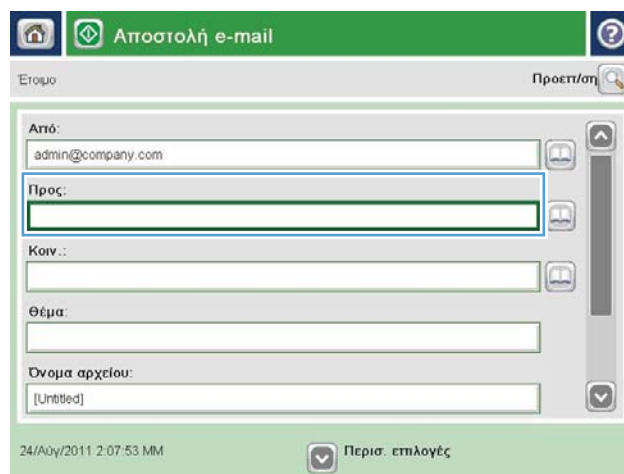 Αποστολή e-mail
Έτοιμο Προεπ/ση
Από:
admin@company.com
Προς:
Κοιν.:
Θέμα:
Όνομα αρχείου:
[Untitled]
24/Αύγ/2011 2:07:53 MM Περισ. επιλογές